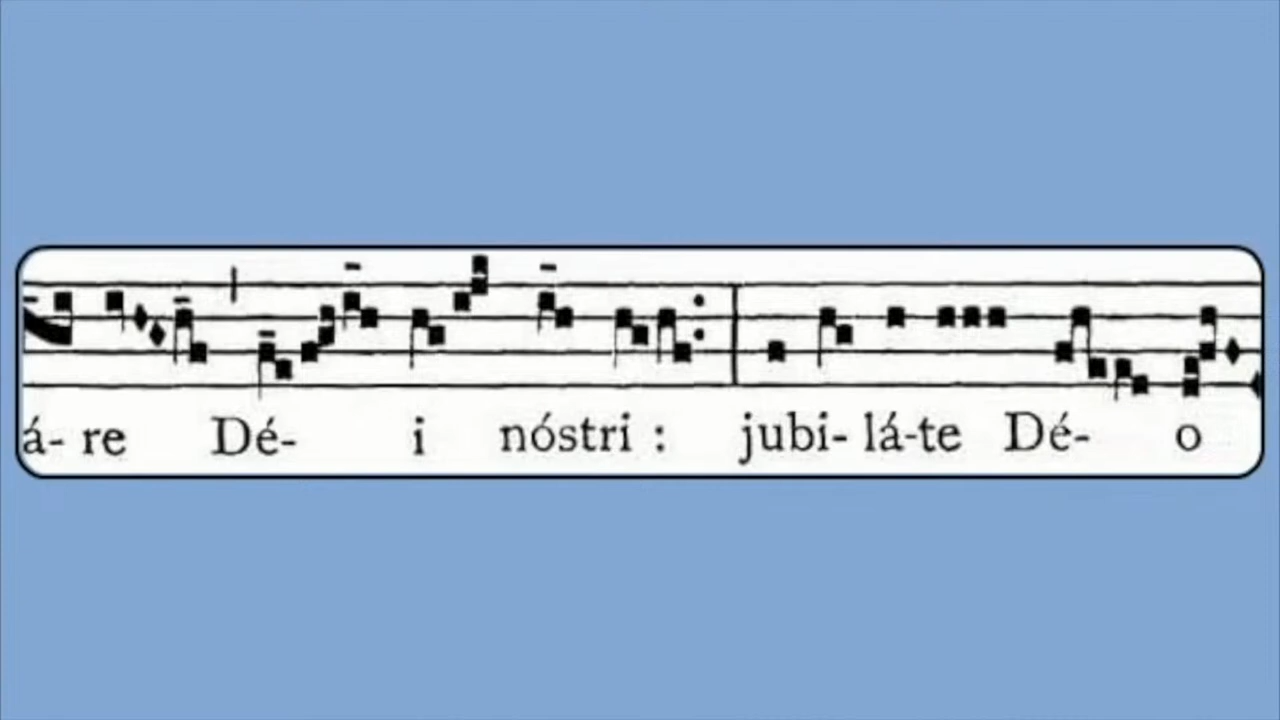 á- re Dé- i nóstri : jubi- lá-te Dé- o